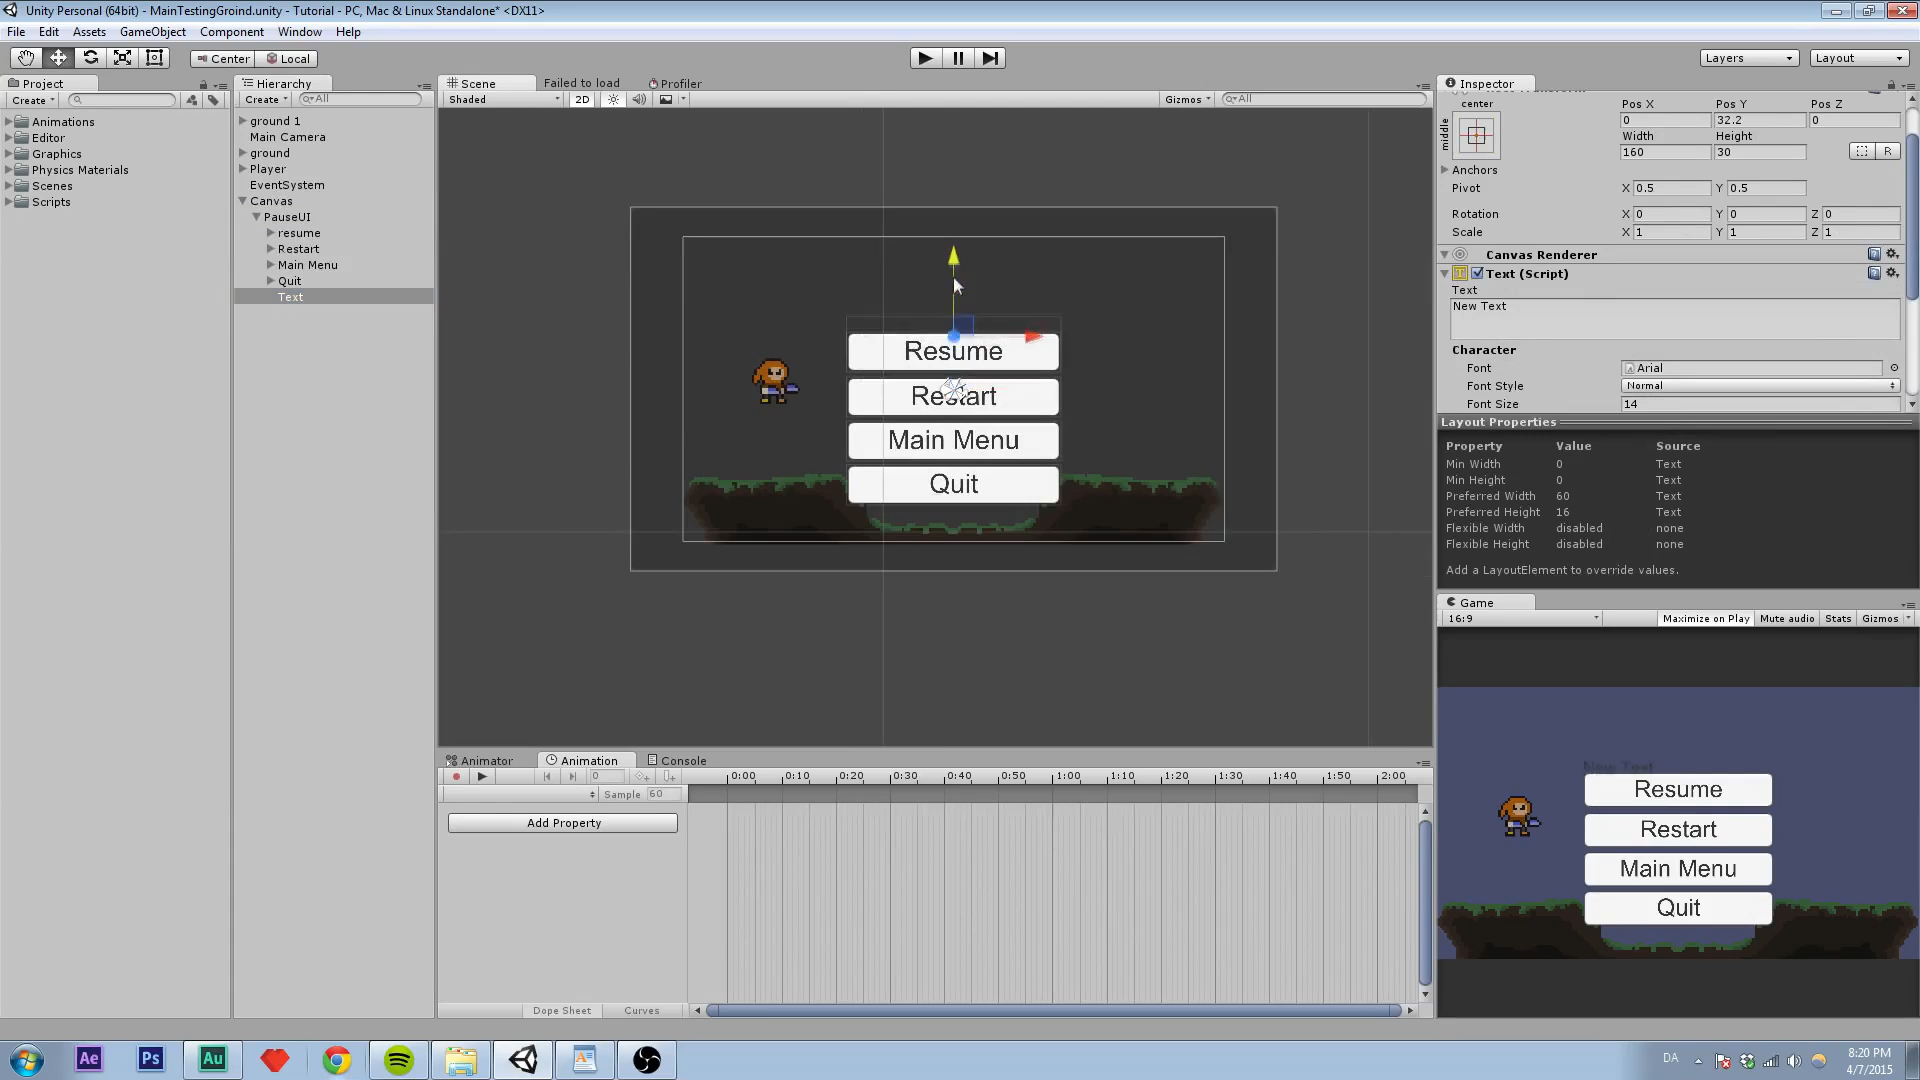 Unity Personal (64bit) - MainTestingGroind.unity - Tutorial - PC, Mac & Linux Standalone* <DX11>
File Edit Assets GameObject Component Window Help
Center Local Layers Layout
Project Hierarchy Scene Failed to load Profiler Inspector
Create Create All Shaded 2D Gizmos All
Animations
Editor
Graphics
Physics Materials
Scenes
Scripts
ground 1
Main Camera
ground
Player
EventSystem
Canvas
PauseUI
resume
Restart
Main Menu
Quit
Text
Resume
Restart
Main Menu
Quit
center
middle
Pos X Pos Y Pos Z
0 32.2 0
Width Height
160 30 R
Anchors
Pivot X 0.5 Y 0.5
Rotation X 0 Y 0 Z 0
Scale X 1 Y 1 Z 1
Canvas Renderer
Text (Script)
Text
New Text
Character
Font Arial
Font Style Normal
Font Size 14
Layout Properties
Property Value Source
Min Width 0 Text
Min Height 0 Text
Preferred Width 60 Text
Preferred Height 16 Text
Flexible Width disabled none
Flexible Height disabled none
Add a LayoutElement to override values.
Game
16:9 Maximize on Play Mute audio Stats Gizmos
New Text
Resume
Restart
Main Menu
Quit
Animator Animation Console
0 0:00 0:10 0:20 0:30 0:40 0:50 1:00 1:10 1:20 1:30 1:40 1:50 2:00
Sample 60
Add Property
Dope Sheet Curves
Ae Ps Au
DA 8:20 PM
4/7/2015